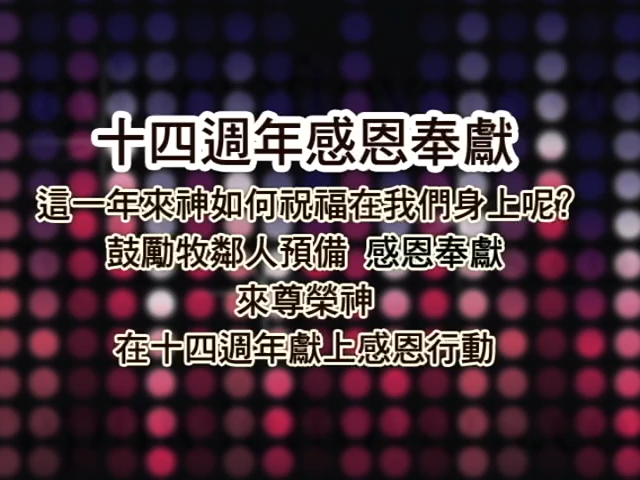 十四週年感恩奉獻
這一年來神如何祝福在我們身上呢?
鼓勵牧鄰人預備 感恩奉獻
來尊榮神
在十四週年獻上感恩行動